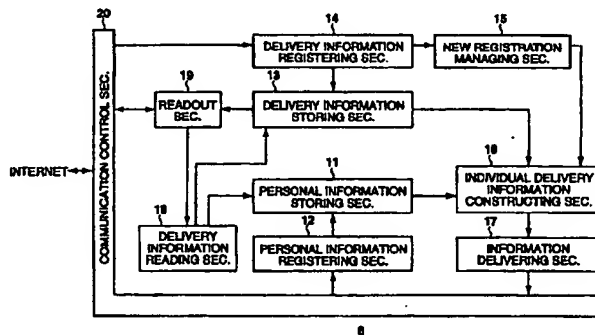 20
14
DELIVERY INFORMATION
REGISTERING SEC.
15
NEW REGISTRATION
MANAGING SEC.
19
READOUT
SEC.
13
DELIVERY INFORMATION
STORING SEC.
COMMUNICATION CONTROL SEC.
INTERNET
11
PERSONAL INFORMATION
STORING SEC.
16
INDIVIDUAL DELIVERY
INFORMATION
CONSTRUCTING SEC.
18
DELIVERY
INFORMATION
READING SEC.
12
PERSONAL INFORMATION
REGISTERING SEC.
17
INFORMATION
DELIVERING SEC.